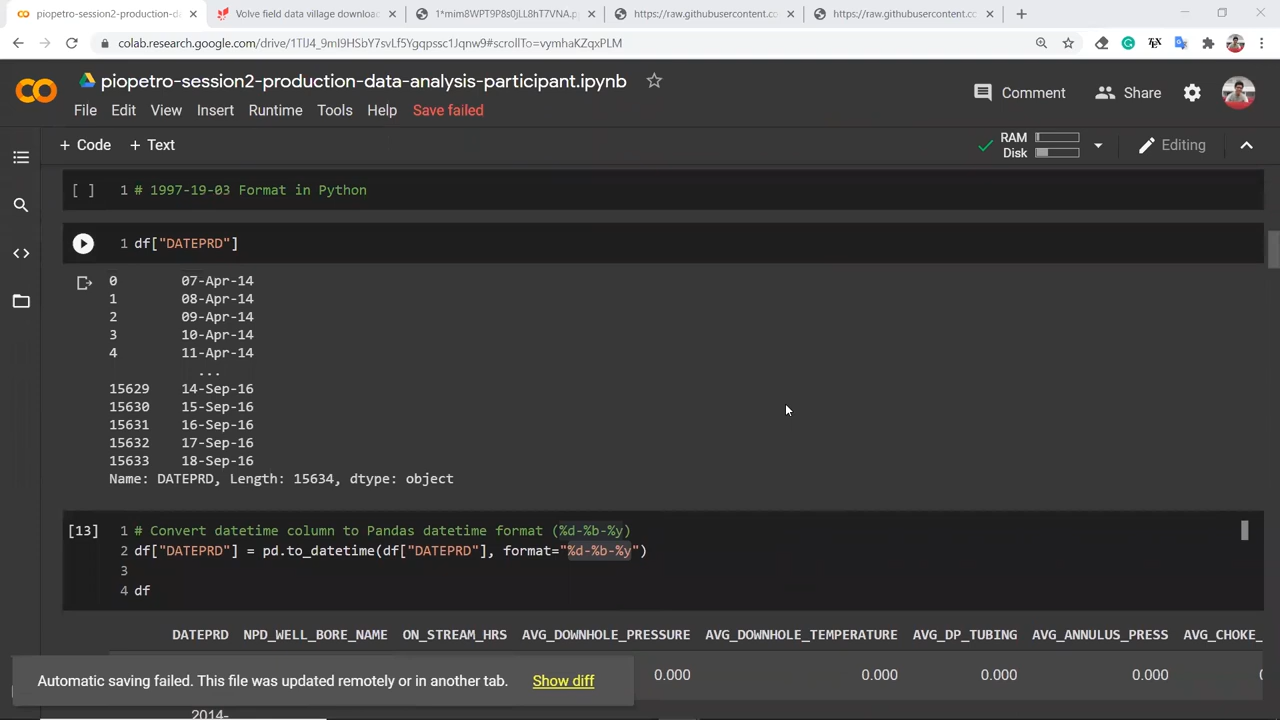 piopetro-session2-production-d
Volve field data village downloa
1*mim8WPT9P8s0jLL8hT7VNA.p
https://raw.githubusercontent.co
https://raw.githubusercontent.cc
colab.research.google.com/drive/1TlJ4_9mI9HSbY7svLf5Ygqpssc1Jqnw9#scrollTo=vymhaKZqxPLM
piopetro-session2-production-data-analysis-participant.ipynb
Comment
Share
File Edit View Insert Runtime Tools Help Save failed
+ Code + Text
RAM
Disk
Editing
[ ] 1 # 1997-19-03 Format in Python
1 df["DATEPRD"]
0 07-Apr-14
1 08-Apr-14
2 09-Apr-14
3 10-Apr-14
4 11-Apr-14
...
15629 14-Sep-16
15630 15-Sep-16
15631 16-Sep-16
15632 17-Sep-16
15633 18-Sep-16
Name: DATEPRD, Length: 15634, dtype: object
[13] 1 # Convert datetime column to Pandas datetime format (%d-%b-%y)
2 df["DATEPRD"] = pd.to_datetime(df["DATEPRD"], format="%d-%b-%y")
3
4 df
DATEPRD NPD_WELL_BORE_NAME ON_STREAM_HRS AVG_DOWNHOLE_PRESSURE AVG_DOWNHOLE_TEMPERATURE AVG_DP_TUBING AVG_ANNULUS_PRESS AVG_CHOKE_
0.000 0.000 0.000 0.000
Automatic saving failed. This file was updated remotely or in another tab. Show diff
2014-